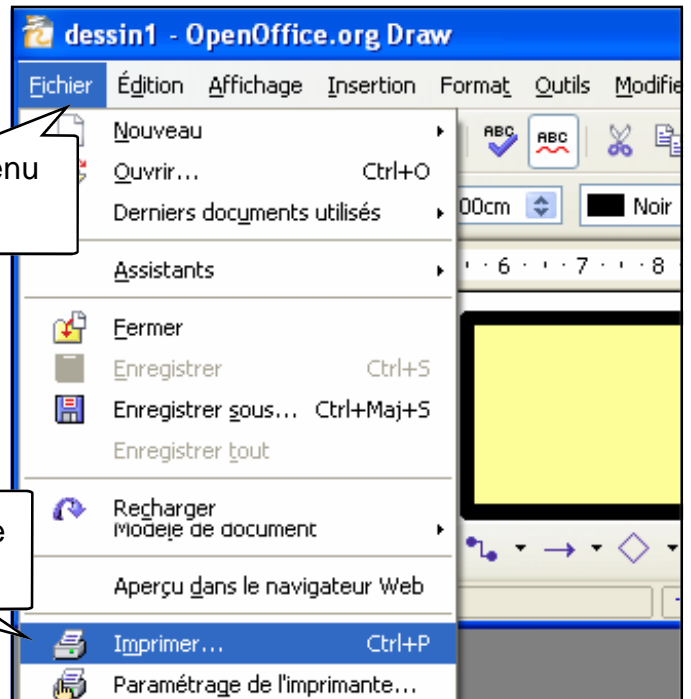 dessin1 - OpenOffice.org Draw
Fichier Édition Affichage Insertion Format Outils Modifie
Nouveau
ABC ABC
enu
Ouvrir... Ctrl+O
Derniers documents utilisés
00cm Noir
Assistants
6 7 8
Fermer
Enregistrer Ctrl+S
Enregistrer sous... Ctrl+Maj+S
Enregistrer tout
Recharger
Modèle de document
e
Aperçu dans le navigateur Web
Imprimer... Ctrl+P
Paramétrage de l'imprimante...